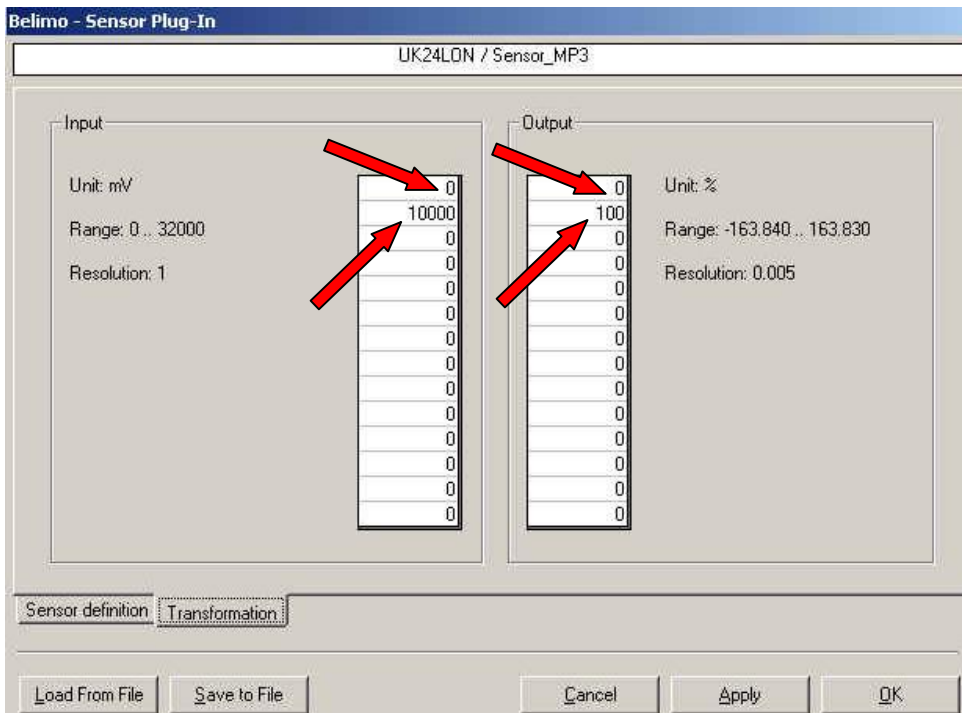 Belimo - Sensor Plug-In
UK24LON / Sensor_MP3
Input
Unit: mV
Range: 0 .. 32000
Resolution: 1
0
10000
0
0
0
0
0
0
0
0
0
0
0
0
Output
0
100
0
0
0
0
0
0
0
0
0
0
0
0
Unit: %
Range: -163.840 .. 163.830
Resolution: 0.005
Sensor definition
Transformation
Load From File
Save to File
Cancel
Apply
OK